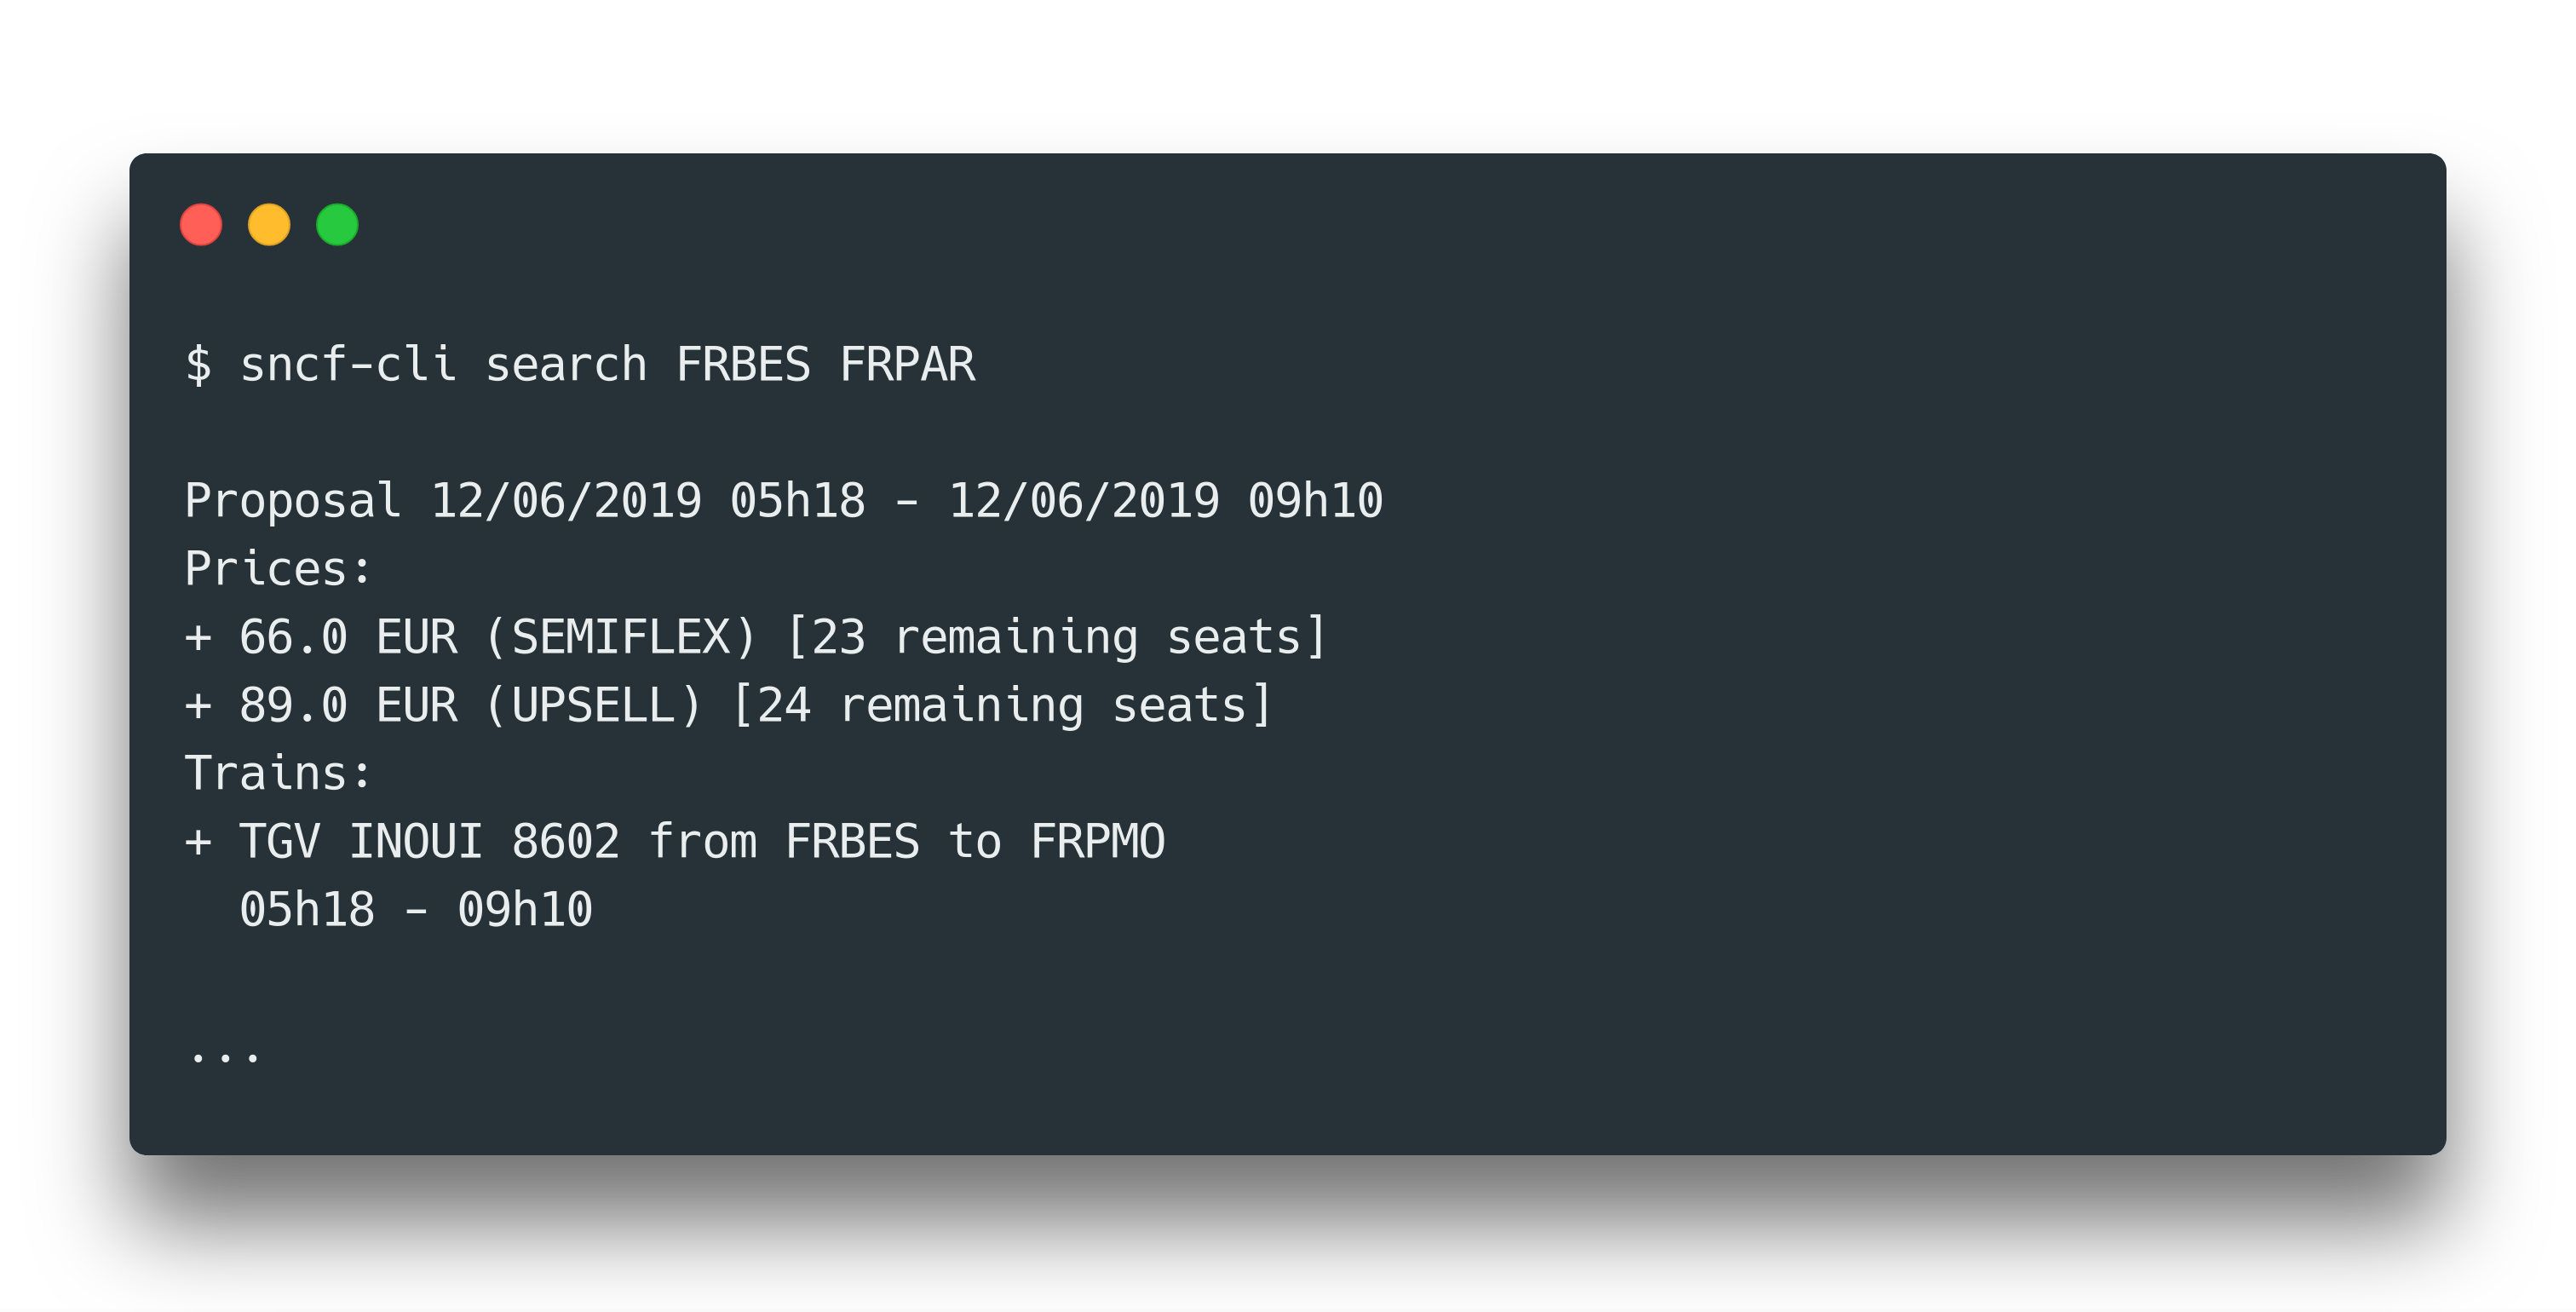 $ sncf-cli search FRBES FRPAR
Proposal 12/06/2019 05h18 - 12/06/2019 09h10
Prices:
+ 66.0 EUR (SEMIFLEX) [23 remaining seats]
+ 89.0 EUR (UPSELL) [24 remaining seats]
Trains:
+ TGV INOUI 8602 from FRBES to FRPMO
  05h18 - 09h10
...